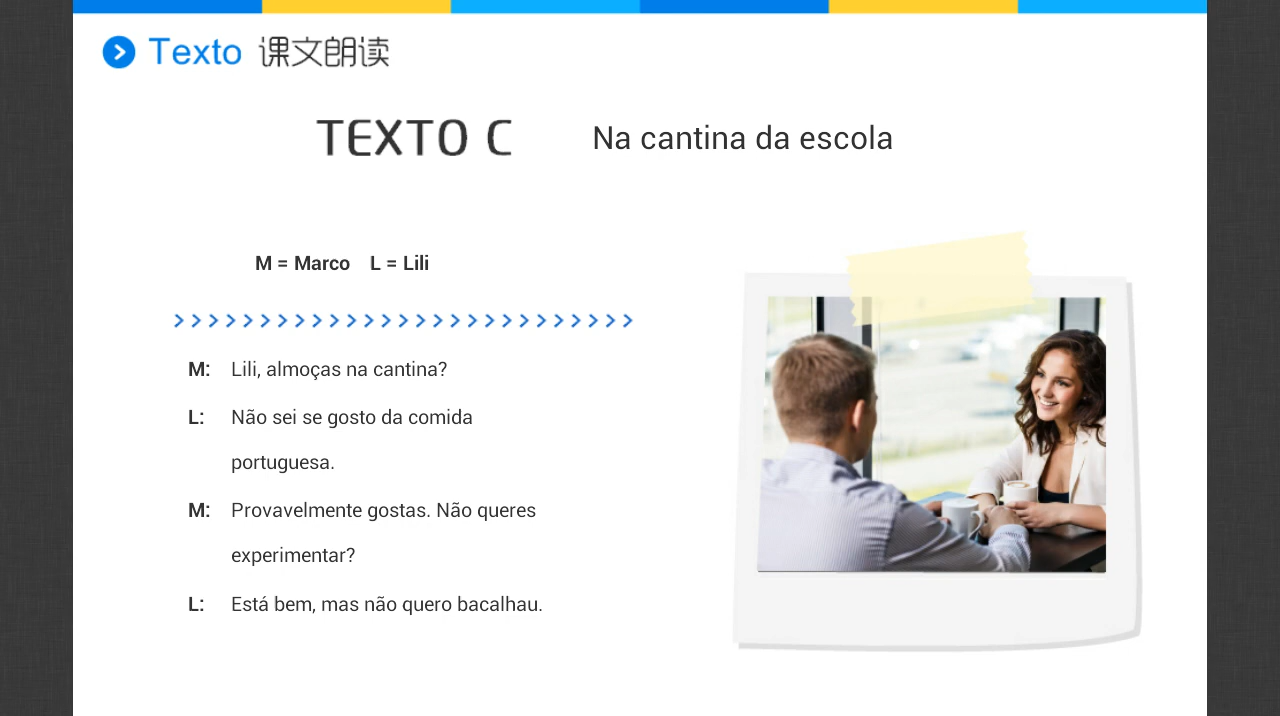 Texto 课文朗读
TEXTO C Na cantina da escola
M = Marco L = Lili
M: Lili, almoças na cantina?
L: Não sei se gosto da comida
portuguesa.
M: Provavelmente gostas. Não queres
experimentar?
L: Está bem, mas não quero bacalhau.